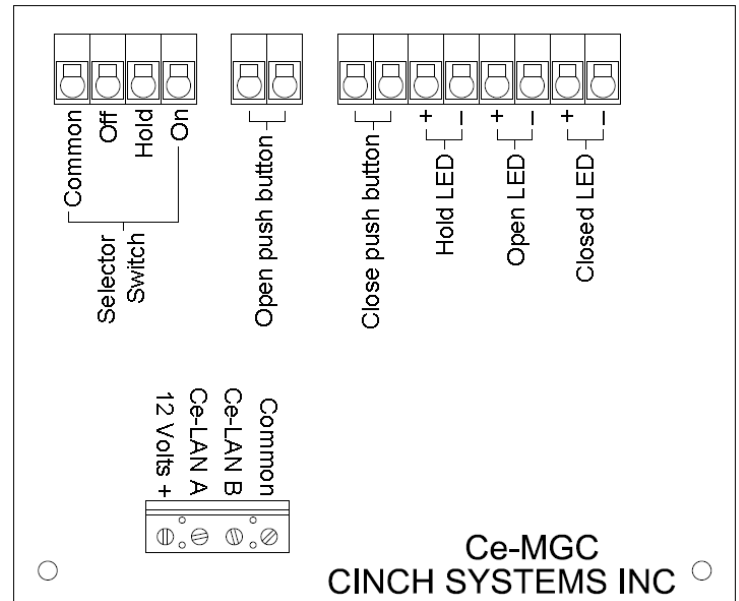 Common
Off
Hold
On
Selector
Switch
Open push button
Close push button
+
−
Hold LED
+
−
Open LED
+
−
Closed LED
12 Volts +
Ce-LAN A
Ce-LAN B
Common
Ce-MGC
CINCH SYSTEMS INC